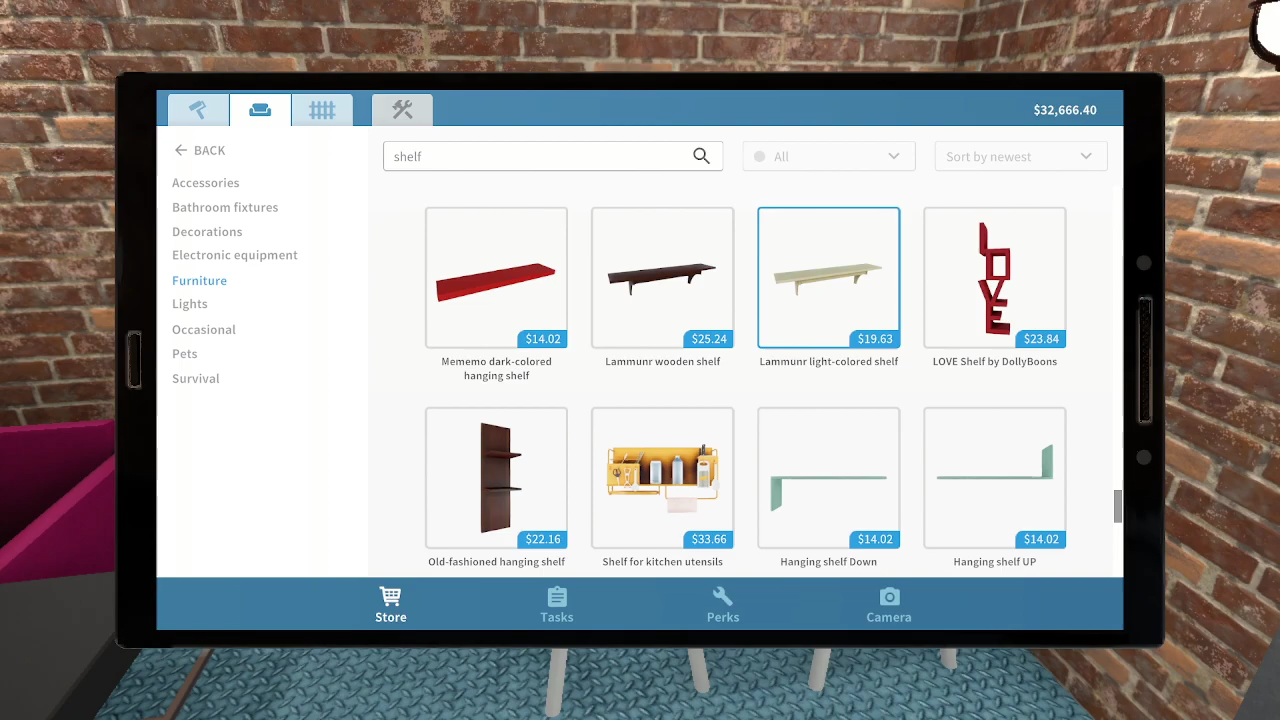 $32,666.40
BACK
shelf
All
Sort by newest
Accessories
Bathroom fixtures
Decorations
Electronic equipment
Furniture
Lights
Occasional
Pets
Survival
$14.02
$25.24
$19.63
$23.84
Mememo dark-colored
hanging shelf
Lammunr wooden shelf
Lammunr light-colored shelf
LOVE Shelf by DollyBoons
LOVE
$22.16
$33.66
$14.02
$14.02
Old-fashioned hanging shelf
Shelf for kitchen utensils
Hanging shelf Down
Hanging shelf UP
Store
Tasks
Perks
Camera